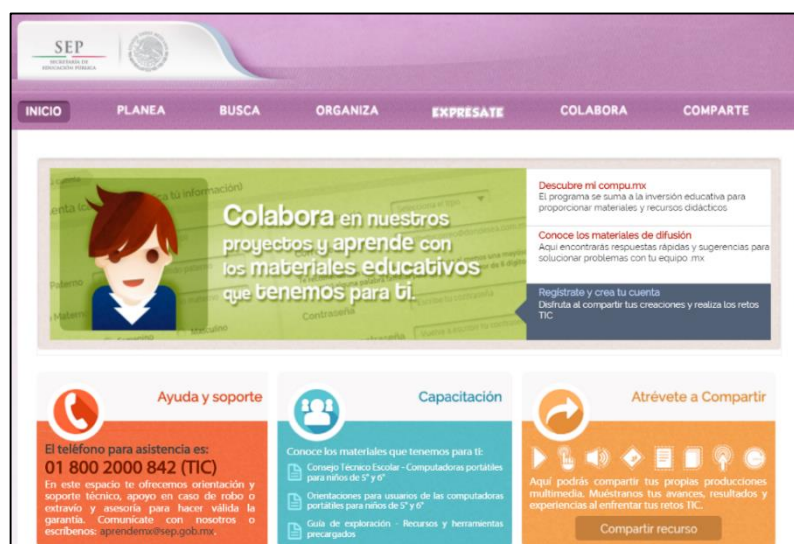 SEP
SECRETARÍA DE
EDUCACIÓN PÚBLICA
INICIO PLANEA BUSCA ORGANIZA EXPRÉSATE COLABORA COMPARTE
Colabora en nuestros
proyectos y aprende con
los materiales educativos
que tenemos para ti.
Descubre mi compu.mx
El programa se suma a la inversión educativa para
proporcionar materiales y recursos didácticos
Conoce los materiales de difusión
Aquí encontrarás respuestas rápidas y sugerencias para
solucionar problemas con tu equipo .mx
Regístrate y crea tu cuenta
Disfruta al compartir tus creaciones y realiza los retos
TIC
Ayuda y soporte
El teléfono para asistencia es:
01 800 2000 842 (TIC)
En este espacio te ofrecemos orientación y
soporte técnico, apoyo en caso de robo o
extravío y asesoría para hacer válida la
garantía. Comunícate con nosotros o
escríbenos: aprendemx@sep.gob.mx.
Capacitación
Conoce los materiales que tenemos para ti:
Consejo Técnico Escolar - Computadoras portátiles
para niños de 5° y 6°
Orientaciones para usuarios de las computadoras
portátiles para niños de 5° y 6°
Guía de exploración - Recursos y herramientas
precargados
Atrévete a Compartir
Aquí podrás compartir tus propias producciones
multimedia. Muéstranos tus avances, resultados y
experiencias al enfrentar tus retos TIC.
Compartir recurso